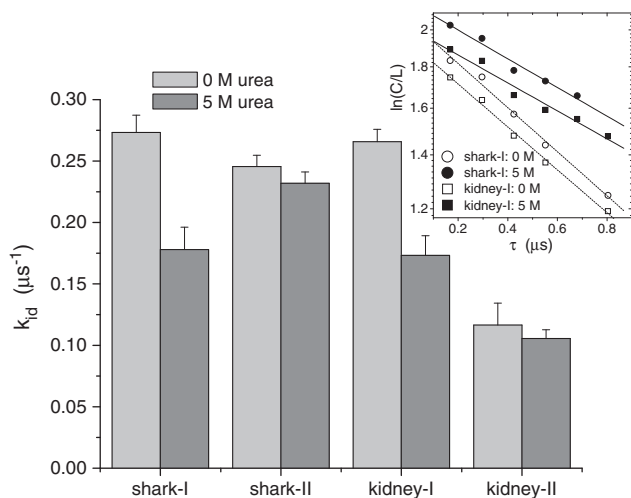 0 M urea
5 M urea
0.30
0.25
0.20
0.15
0.10
0.05
0.00
k_id (μs⁻¹)
shark-I shark-II kidney-I kidney-II
2
1.8
1.6
1.4
1.2
ln(C/L)
shark-I: 0 M
shark-I: 5 M
kidney-I: 0 M
kidney-I: 5 M
0.2 0.4 0.6 0.8
τ (μs)